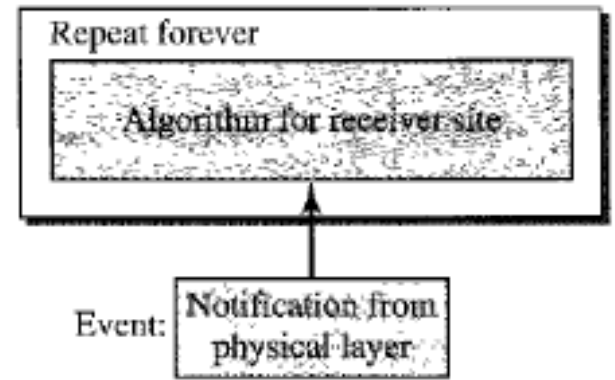 Repeat forever
Algorithm for receiver site
Event:
Notification from
physical layer